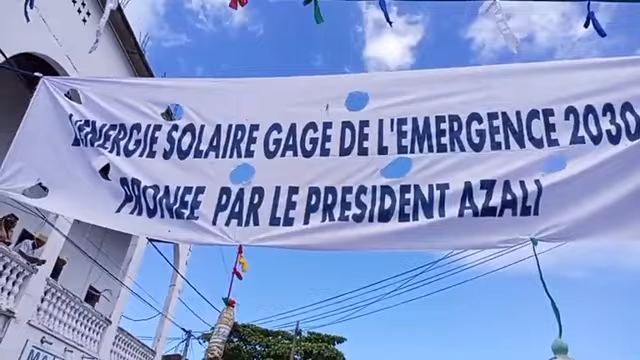 L'ENERGIE SOLAIRE GAGE DE L'EMERGENCE 2030
PRONEE PAR LE PRESIDENT AZALI